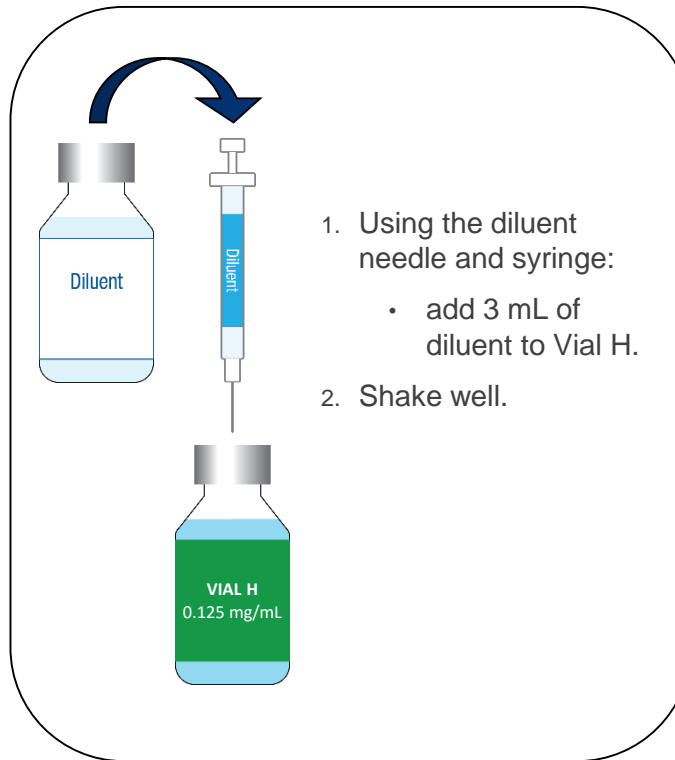 Diluent
Diluent
1. Using the diluent
needle and syringe:
• add 3 mL of
diluent to Vial H.
2. Shake well.
VIAL H
0.125 mg/mL